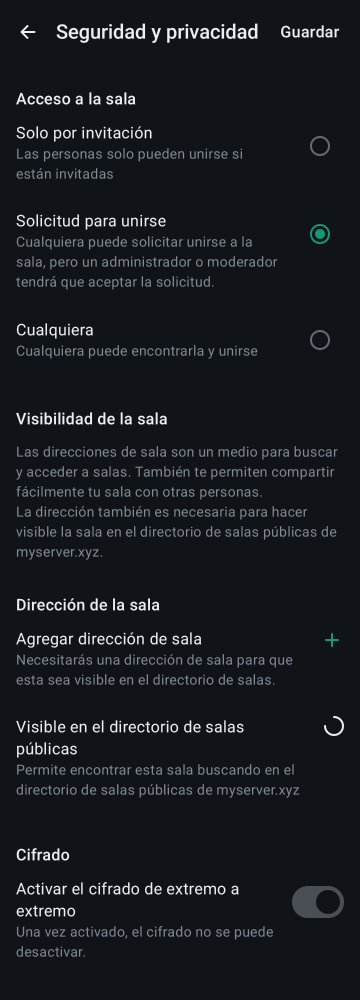 Seguridad y privacidad
Guardar
Acceso a la sala
Solo por invitación
Las personas solo pueden unirse si
están invitadas
Solicitud para unirse
Cualquiera puede solicitar unirse a la
sala, pero un administrador o moderador
tendrá que aceptar la solicitud.
Cualquiera
Cualquiera puede encontrarla y unirse
Visibilidad de la sala
Las direcciones de sala son un medio para buscar
y acceder a salas. También te permiten compartir
fácilmente tu sala con otras personas.
La dirección también es necesaria para hacer
visible la sala en el directorio de salas públicas de
myserver.xyz.
Dirección de la sala
Agregar dirección de sala
Necesitarás una dirección de sala para que
esta sea visible en el directorio de salas.
Visible en el directorio de salas
públicas
Permite encontrar esta sala buscando en el
directorio de salas públicas de myserver.xyz
Cifrado
Activar el cifrado de extremo a
extremo
Una vez activado, el cifrado no se puede
desactivar.